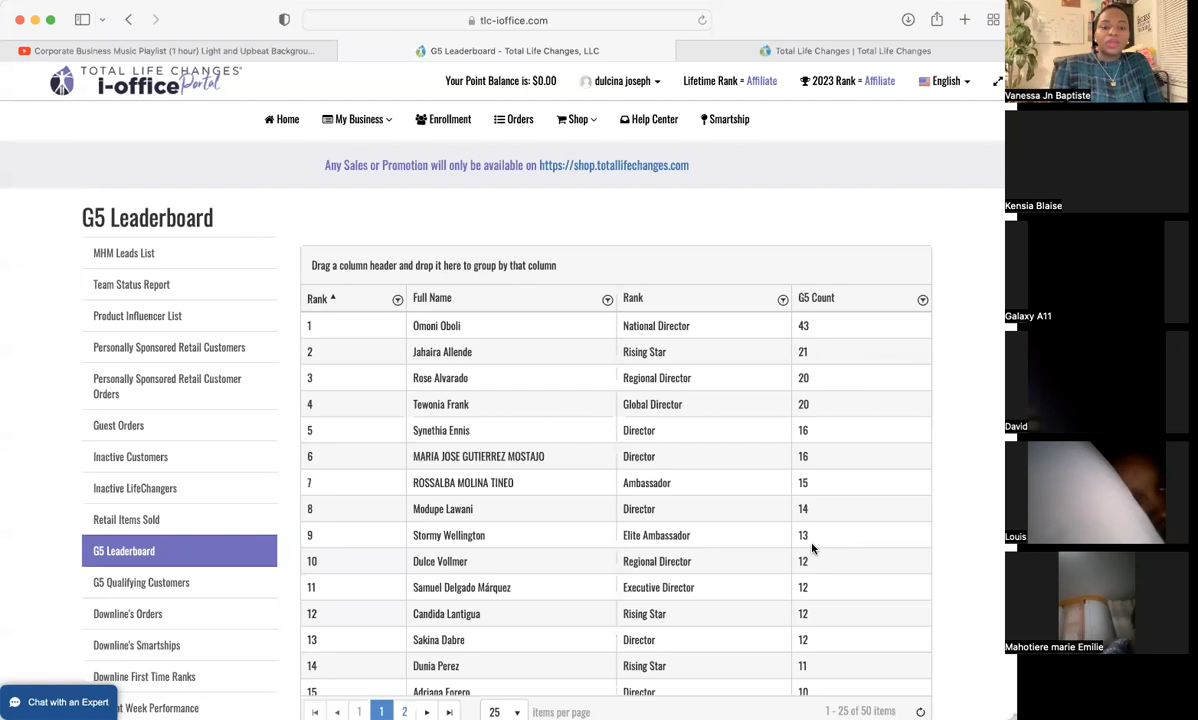 tlc-ioffice.com
Corporate Business Music Playlist (1 hour) Light and Upbeat Backgrou...
G5 Leaderboard - Total Life Changes, LLC
Total Life Changes | Total Life Changes
TOTAL LIFE CHANGES®
i-office Portal
Your Point Balance is: $0.00
dulcina joseph
Lifetime Rank = Affiliate
2023 Rank = Affiliate
English
Home
My Business
Enrollment
Orders
Shop
Help Center
Smartship
Any Sales or Promotion will only be available on https://shop.totallifechanges.com
G5 Leaderboard
MHM Leads List
Team Status Report
Product Influencer List
Personally Sponsored Retail Customers
Personally Sponsored Retail Customer
Orders
Guest Orders
Inactive Customers
Inactive LifeChangers
Retail Items Sold
G5 Leaderboard
G5 Qualifying Customers
Downline's Orders
Downline's Smartships
Downline First Time Ranks
nt Week Performance
Chat with an Expert
Drag a column header and drop it here to group by that column
Rank Full Name Rank G5 Count
1 Omoni Oboli National Director 43
2 Jahaira Allende Rising Star 21
3 Rose Alvarado Regional Director 20
4 Tewonia Frank Global Director 20
5 Synethia Ennis Director 16
6 MARIA JOSE GUTIERREZ MOSTAJO Director 16
7 ROSSALBA MOLINA TINEO Ambassador 15
8 Modupe Lawani Director 14
9 Stormy Wellington Elite Ambassador 13
10 Dulce Vollmer Regional Director 12
11 Samuel Delgado Márquez Executive Director 12
12 Candida Lantigua Rising Star 12
13 Sakina Dabre Director 12
14 Dunia Perez Rising Star 11
15 Adriana Forero Director 10
1 1 2 25 items per page 1 - 25 of 50 items
Vanessa Jn Baptiste
Kensia Blaise
Galaxy A11
David
Louis
Mahotiere marie Emilie